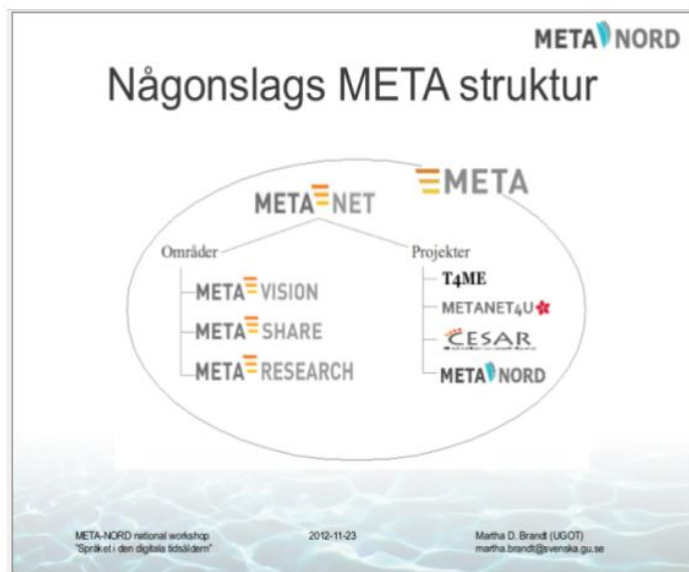 META NORD
Någonslags META struktur
META
META NET
Områder
Projekter
META VISION
META SHARE
META RESEARCH
T4ME
METANET4U
CESAR
META NORD
META-NORD national workshop
"Språket i den digitala tidsåldern"
2012-11-23
Martha D. Brandt (UGOT)
martha.brandt@svenska.gu.se